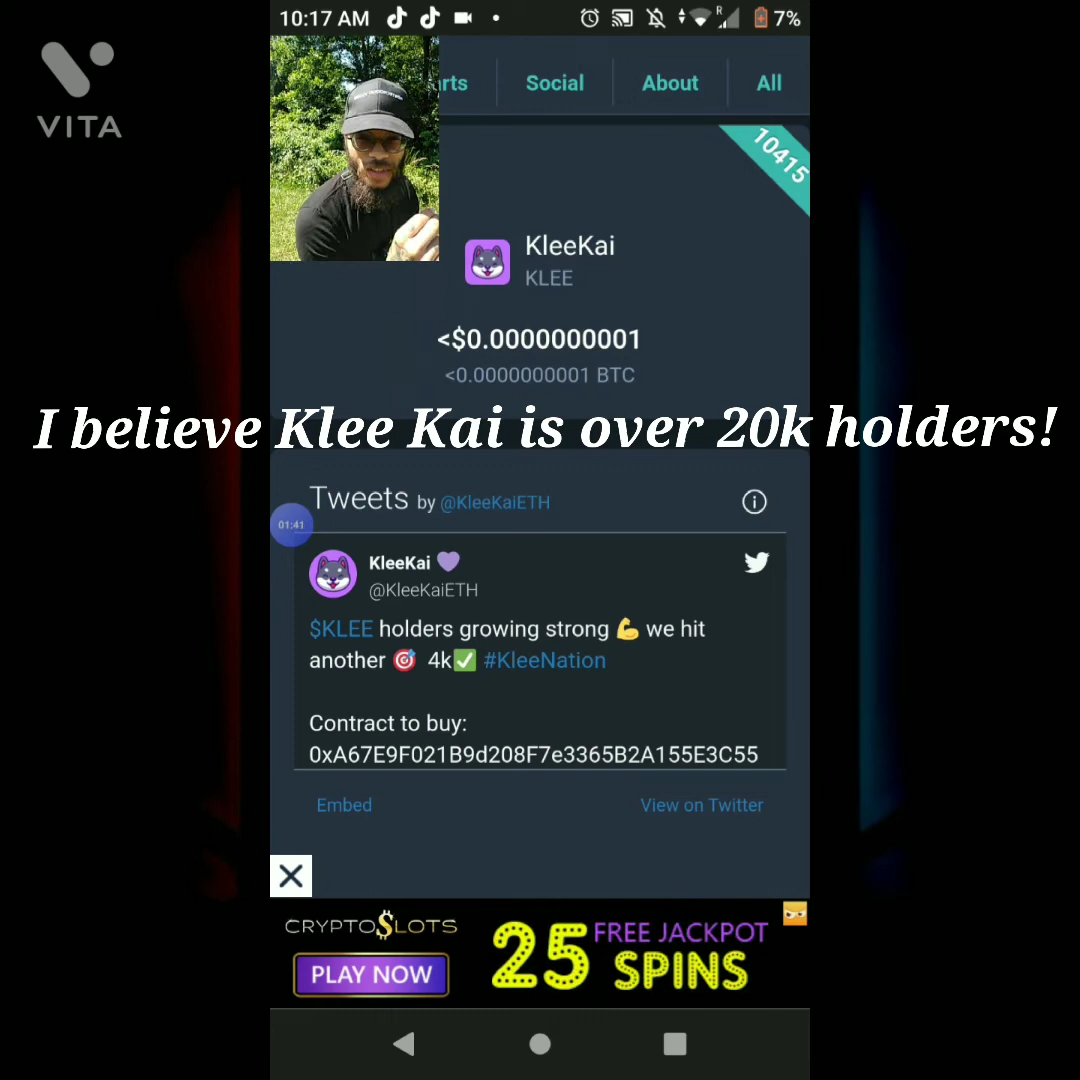 10:17 AM
7%
VITA
rts
Social
About
All
10415
KleeKai
KLEE
<$0.0000000001
<0.0000000001 BTC
I believe Klee Kai is over 20k holders!
Tweets by @KleeKaiETH
01:41
KleeKai 💜
@KleeKaiETH
$KLEE holders growing strong 💪 we hit
another 🎯 4k✅ #KleeNation
Contract to buy:
0xA67E9F021B9d208F7e3365B2A155E3C55
Embed
View on Twitter
CRYPTO$LOTS
PLAY NOW
25 FREE JACKPOT
SPINS